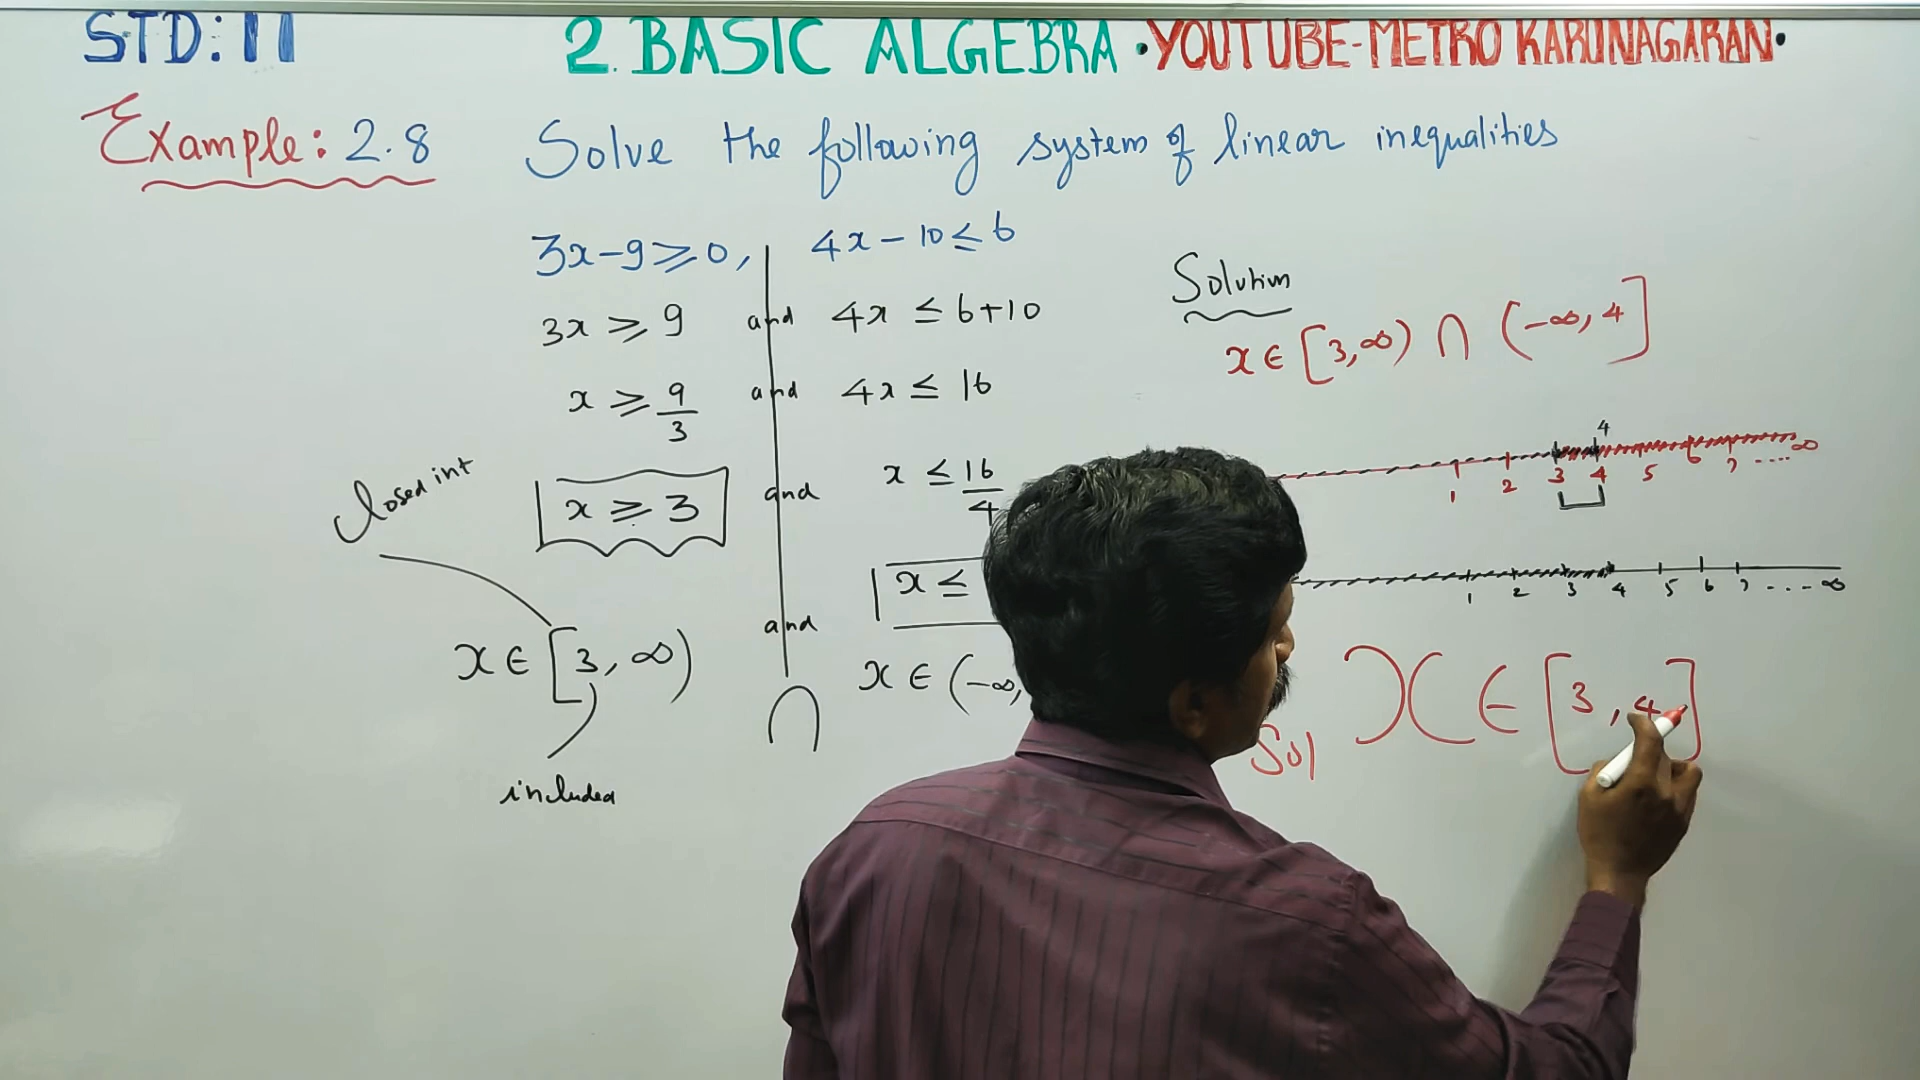 STD: 11 2. BASIC ALGEBRA • YOUTUBE-METRO KARUNAGARAN •
Example: 2.8 Solve the following system of linear inequalities
3x-9≥0, 4x-10≤6
3x ≥ 9 and 4x ≤ 6+10
x ≥ 9/3 and 4x ≤ 16
x ≥ 3 and x ≤ 16/4
and x ≤
x ∈ [3, ∞) ∩ x ∈ (-∞,
Closed int
included
Solution
x ∈ [3, ∞) ∩ (-∞, 4]
4
1 2 3 4 5 6 7 .... ∞
1 2 3 4 5 6 7 .... ∞
Sol x ∈ [3, 4]